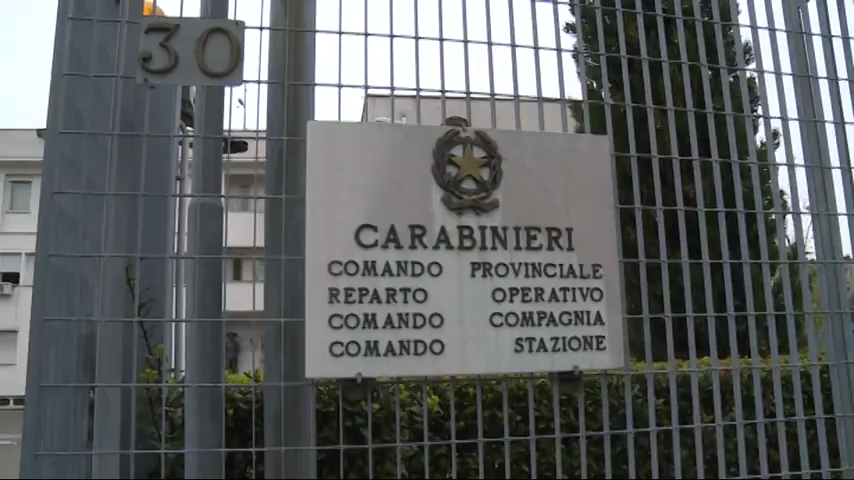 30
CARABINIERI
COMANDO PROVINCIALE
REPARTO OPERATIVO
COMANDO COMPAGNIA
COMANDO STAZIONE